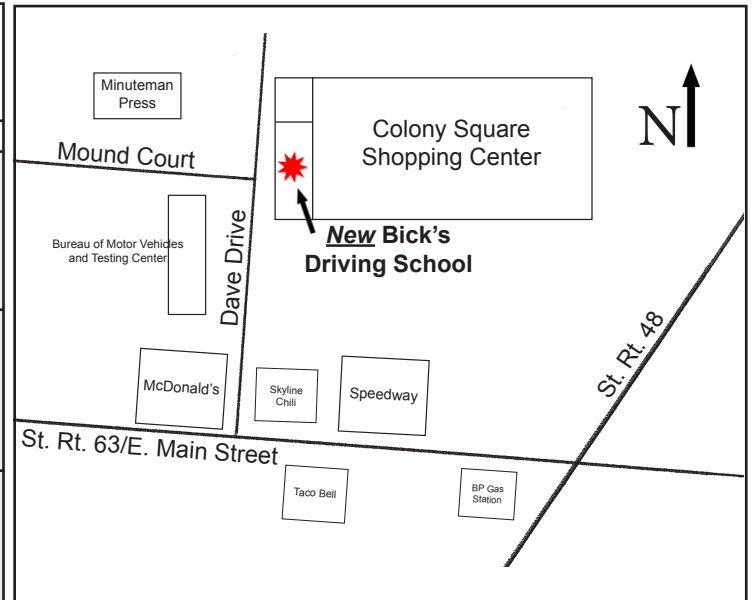 Minuteman
Press
Colony Square
Shopping Center
N
Mound Court
New Bick's
Driving School
Bureau of Motor Vehicles
and Testing Center
Dave Drive
St. Rt. 48
McDonald's
Skyline
Chili
Speedway
St. Rt. 63/E. Main Street
Taco Bell
BP Gas
Station